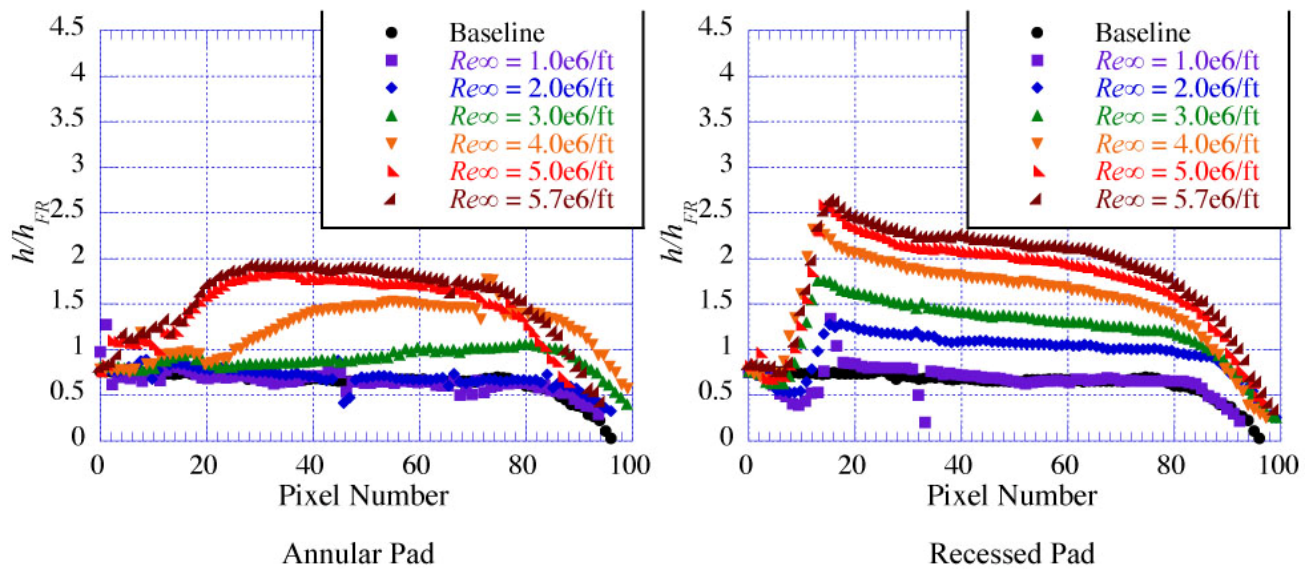 4.5
4
3.5
3
2.5
2
1.5
1
0.5
0
h/h_FR
0 20 40 60 80 100
Pixel Number
Baseline
Re∞ = 1.0e6/ft
Re∞ = 2.0e6/ft
Re∞ = 3.0e6/ft
Re∞ = 4.0e6/ft
Re∞ = 5.0e6/ft
Re∞ = 5.7e6/ft
Annular Pad
4.5
4
3.5
3
2.5
2
1.5
1
0.5
0
h/h_FR
0 20 40 60 80 100
Pixel Number
Baseline
Re∞ = 1.0e6/ft
Re∞ = 2.0e6/ft
Re∞ = 3.0e6/ft
Re∞ = 4.0e6/ft
Re∞ = 5.0e6/ft
Re∞ = 5.7e6/ft
Recessed Pad